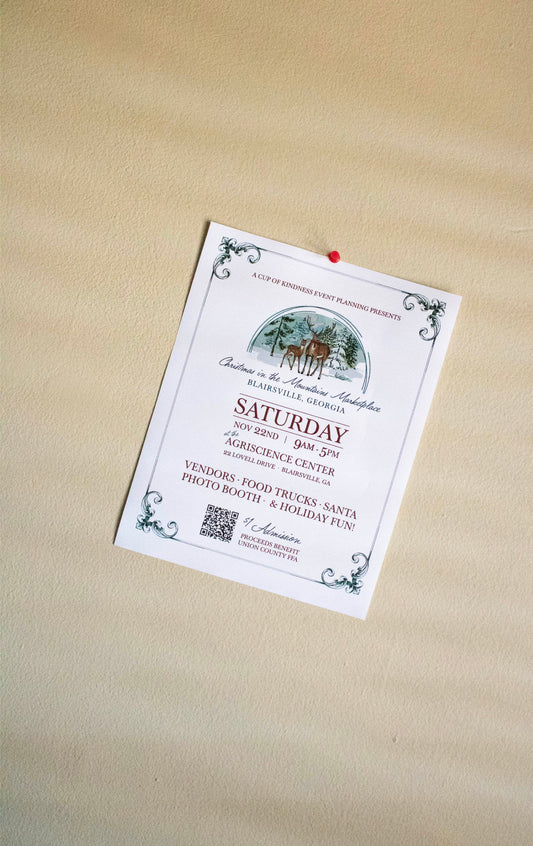 A CUP OF KINDNESS EVENT PLANNING PRESENTS
Christmas in the Mountains Marketplace
BLAIRSVILLE, GEORGIA
SATURDAY
NOV 22ND | 9AM - 5PM
at the
AGRISCIENCE CENTER
22 LOVELL DRIVE · BLAIRSVILLE, GA
VENDORS · FOOD TRUCKS · SANTA
PHOTO BOOTH · & HOLIDAY FUN!
$1 Admission
PROCEEDS BENEFIT
UNION COUNTY FFA